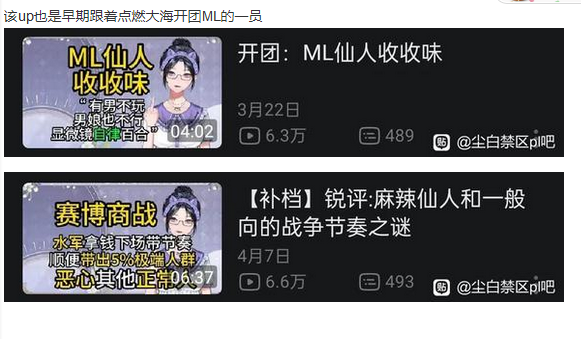 该up也是早期跟着点燃大海开团ML的一员
ML仙人
收收味
“有男不玩
男娘也不行
显微镜自律百合”
04:02
开团：ML仙人收收味
3月22日
6.3万
489
贴 @尘白禁区pl吧
赛博商战
水军拿钱下场带节奏
顺便带出5%极端人群
恶心其他正常人
06:37
【补档】锐评:麻辣仙人和一般
向的战争节奏之谜
4月7日
6.6万
493
贴 @尘白禁区pl吧